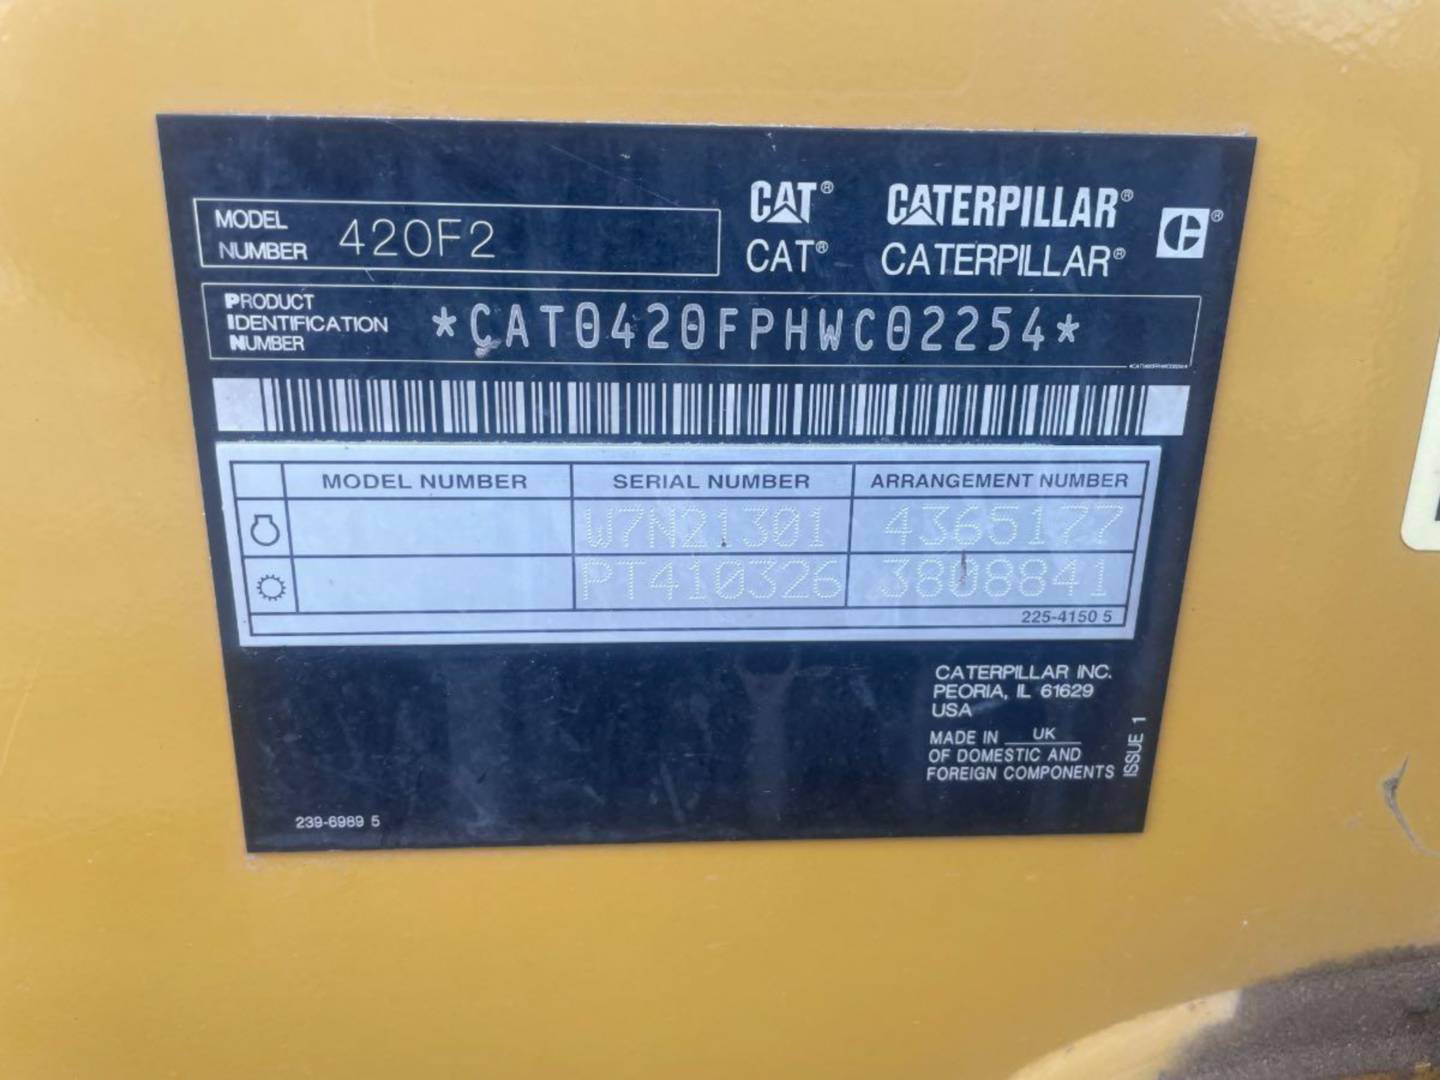 MODEL
NUMBER 420F2
CAT® CATERPILLAR®
CAT® CATERPILLAR®
PRODUCT
IDENTIFICATION
NUMBER
*CAT0420FPHWC02254*
MODEL NUMBER SERIAL NUMBER ARRANGEMENT NUMBER
W7N21301 4365177
PT410326 3808841
225-4150 5
CATERPILLAR INC.
PEORIA, IL 61629
USA
MADE IN UK
OF DOMESTIC AND
FOREIGN COMPONENTS
ISSUE 1
239-6989 5